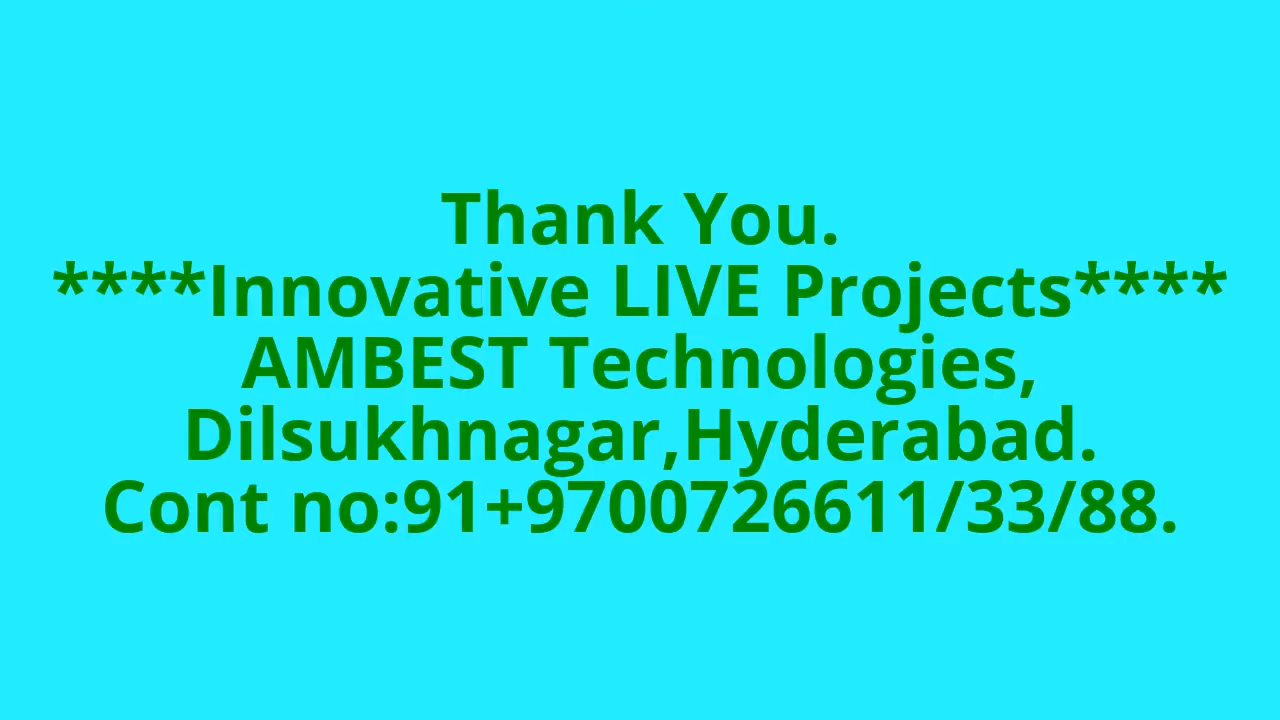 Thank You.
****Innovative LIVE Projects****
AMBEST Technologies,
Dilsukhnagar,Hyderabad.
Cont no:91+9700726611/33/88.